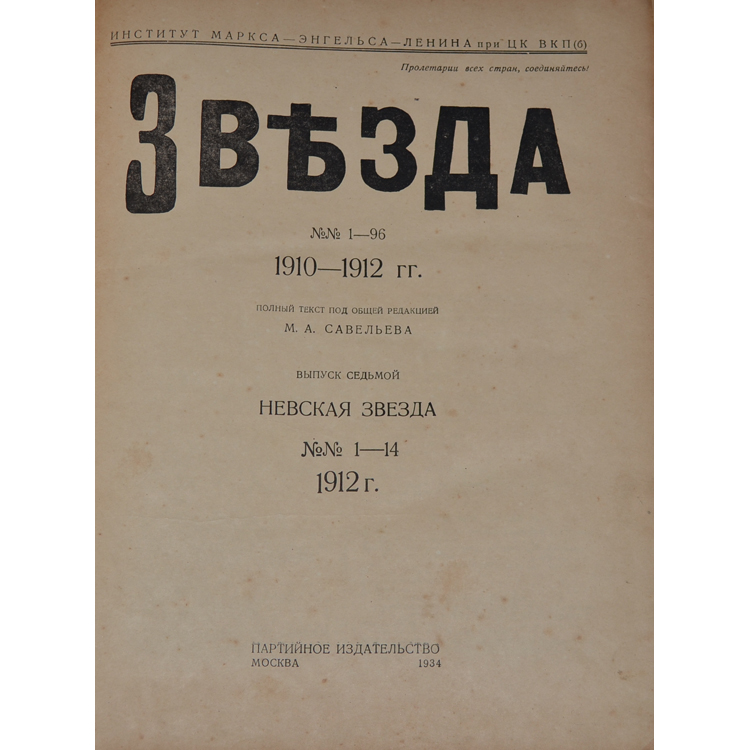 ИНСТИТУТ МАРКСА—ЭНГЕЛЬСА—ЛЕНИНА при ЦК ВКП(б)
Пролетарии всех стран, соединяйтесь!
ЗВѢЗДА
№№ 1—96
1910—1912 гг.
ПОЛНЫЙ ТЕКСТ ПОД ОБЩЕЙ РЕДАКЦИЕЙ
М. А. САВЕЛЬЕВА
ВЫПУСК СЕДЬМОЙ
НЕВСКАЯ ЗВЕЗДА
№№ 1—14
1912 г.
ПАРТИЙНОЕ ИЗДАТЕЛЬСТВО
МОСКВА 1934